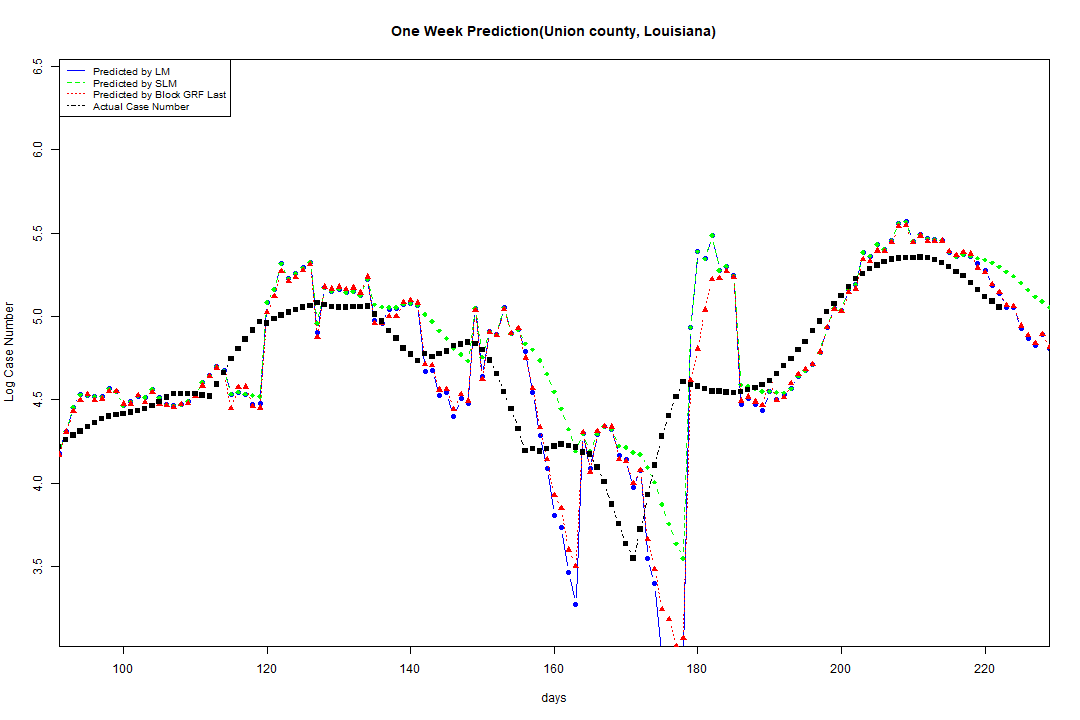 One Week Prediction(Union county, Louisiana)
Predicted by LM
Predicted by SLM
Predicted by Block GRF Last
Actual Case Number
6.5
6.0
5.5
5.0
4.5
4.0
3.5
Log Case Number
100 120 140 160 180 200 220
days